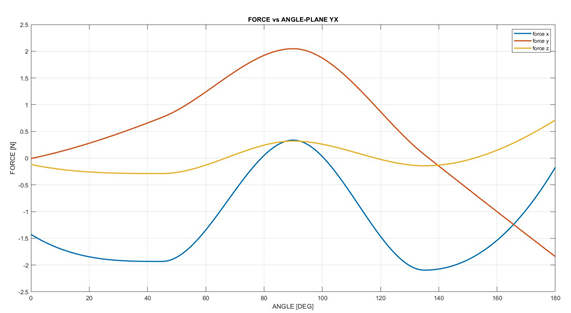 FORCE vs ANGLE-PLANE YX
force x
force y
force z
FORCE [N]
2.5
2
1.5
1
0.5
0
-0.5
-1
-1.5
-2
-2.5
0 20 40 60 80 100 120 140 160 180
ANGLE [DEG]